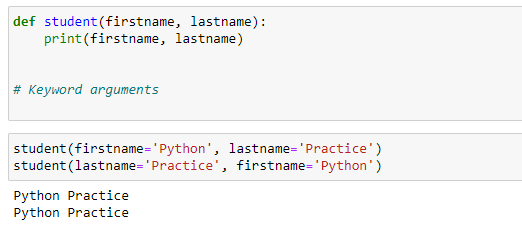 def student(firstname, lastname):
    print(firstname, lastname)
# Keyword arguments
student(firstname='Python', lastname='Practice')
student(lastname='Practice', firstname='Python')
Python Practice
Python Practice